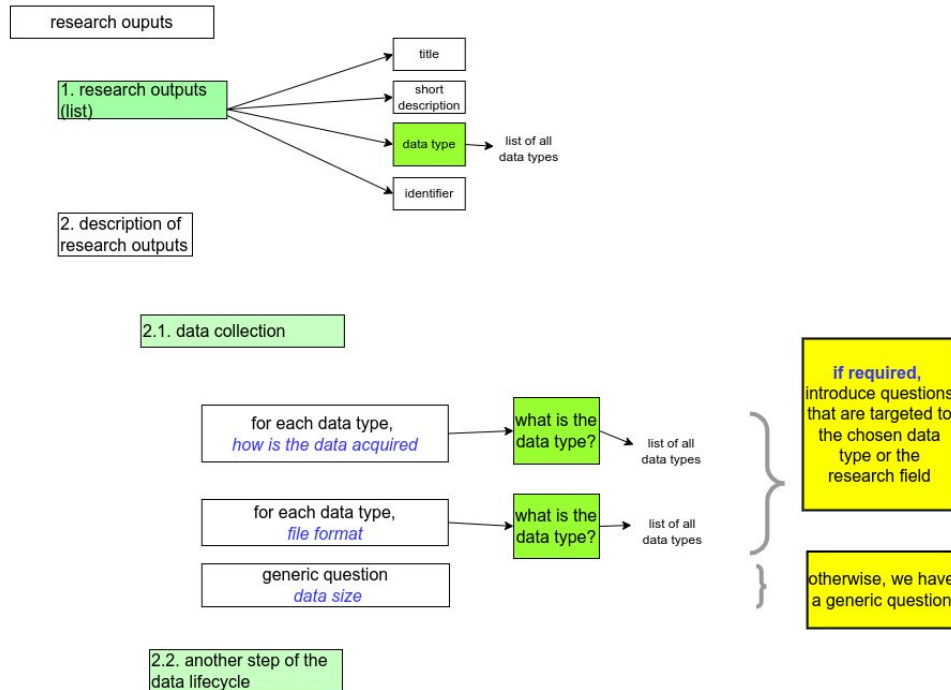 research ouputs
title
1. research outputs
(list)
short
description
data type
list of all
data types
identifier
2. description of
research outputs
2.1. data collection
for each data type,
how is the data acquired
what is the
data type?
list of all
data types
if required,
introduce questions
that are targeted to
the chosen data
type or the
research field
for each data type,
file format
what is the
data type?
list of all
data types
generic question
data size
otherwise, we have
a generic question
2.2. another step of the
data lifecycle